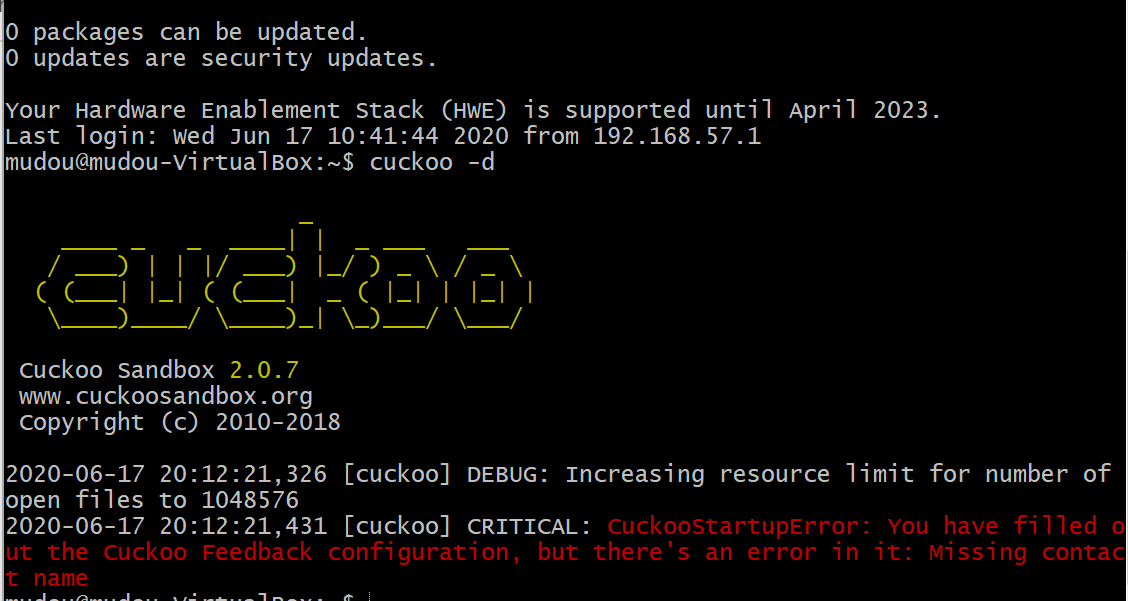 0 packages can be updated.
0 updates are security updates.
Your Hardware Enablement Stack (HWE) is supported until April 2023.
Last login: Wed Jun 17 10:41:44 2020 from 192.168.57.1
mudou@mudou-VirtualBox:~$ cuckoo -d
cuckoo
Cuckoo Sandbox 2.0.7
www.cuckoosandbox.org
Copyright (c) 2010-2018
2020-06-17 20:12:21,326 [cuckoo] DEBUG: Increasing resource limit for number of
open files to 1048576
2020-06-17 20:12:21,431 [cuckoo] CRITICAL: CuckooStartupError: You have filled o
ut the Cuckoo Feedback configuration, but there's an error in it: Missing contac
t name
mudou@mudou-VirtualBox:~$